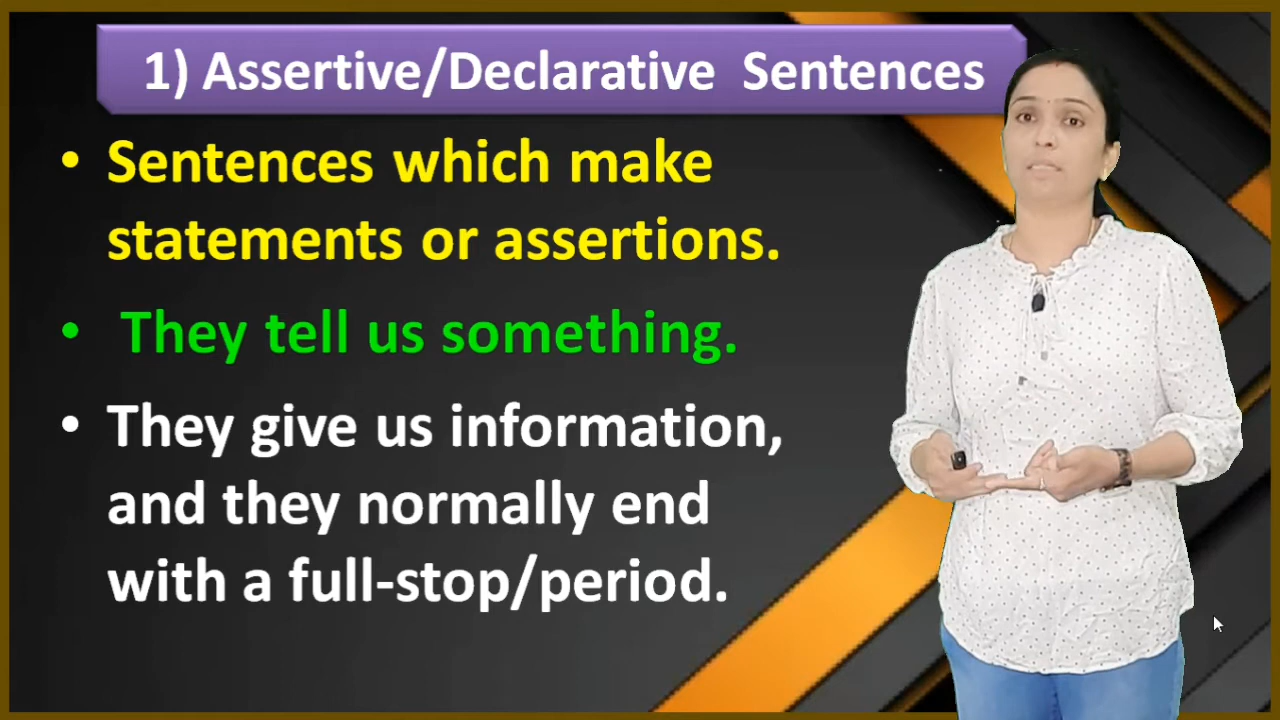 1) Assertive/Declarative Sentences
• Sentences which make
statements or assertions.
• They tell us something.
• They give us information,
and they normally end
with a full-stop/period.